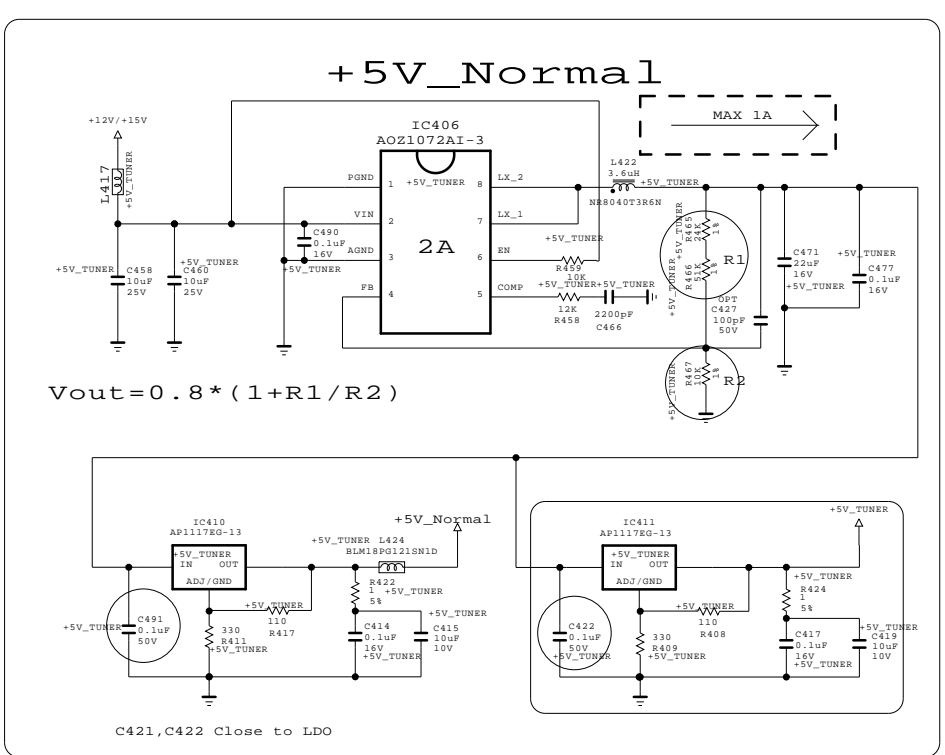 +5V_Normal
MAX 1A
+12V/+15V
L417
+5V_TUNER
IC406
AOZ1072AI-3
+5V_TUNER
2A
PGND
1
VIN
2
AGND
3
FB
4
8
LX_2
7
LX_1
6
EN
5
COMP
L422
3.6uH
+5V_TUNER
NR8040T3R6N
C490
0.1uF
16V
+5V_TUNER
+5V_TUNER
C458
10uF
25V
+5V_TUNER
C460
10uF
25V
+5V_TUNER
R459
10K
+5V_TUNER
12K
R458
+5V_TUNER
2200pF
C466
+5V_TUNER
R465
1%
+5V_TUNER
R466
51K
1%
R1
OPT
C427
100pF
50V
C471
22uF
16V
+5V_TUNER
+5V_TUNER
C477
0.1uF
16V
+5V_TUNER
R467
10K
1%
R2
Vout=0.8*(1+R1/R2)
IC410
AP1117EG-13
+5V_TUNER
IN
OUT
ADJ/GND
+5V_TUNER
L424
BLM18PG121SN1D
+5V_Normal
+5V_TUNER
C491
0.1uF
50V
330
R411
+5V_TUNER
+5V_TUNER
110
R417
R422
1
5%
+5V_TUNER
C414
0.1uF
16V
+5V_TUNER
+5V_TUNER
C415
10uF
10V
IC411
AP1117EG-13
+5V_TUNER
IN
OUT
ADJ/GND
+5V_TUNER
C422
0.1uF
50V
+5V_TUNER
330
R409
+5V_TUNER
+5V_TUNER
110
R408
+5V_TUNER
R424
1
5%
C417
0.1uF
16V
+5V_TUNER
+5V_TUNER
C419
10uF
10V
C421,C422 Close to LDO